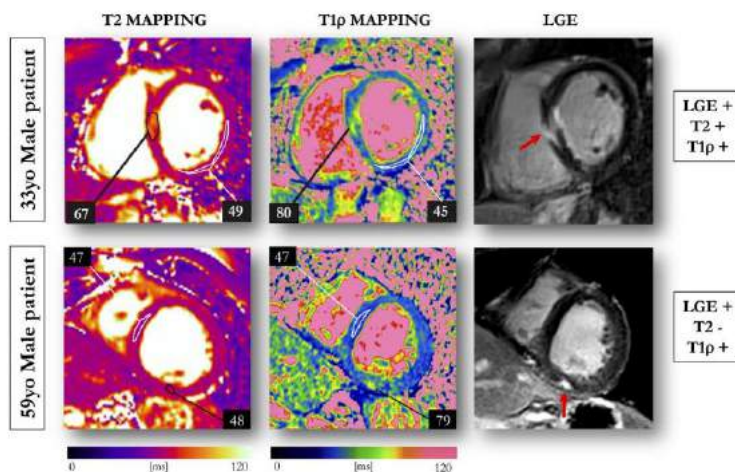 T2 MAPPING
T1ρ MAPPING
LGE
33yo Male patient
67
49
80
45
LGE +
T2 +
T1ρ +
59yo Male patient
47
48
47
79
LGE +
T2 -
T1ρ +
0
[ms]
120
0
[ms]
120